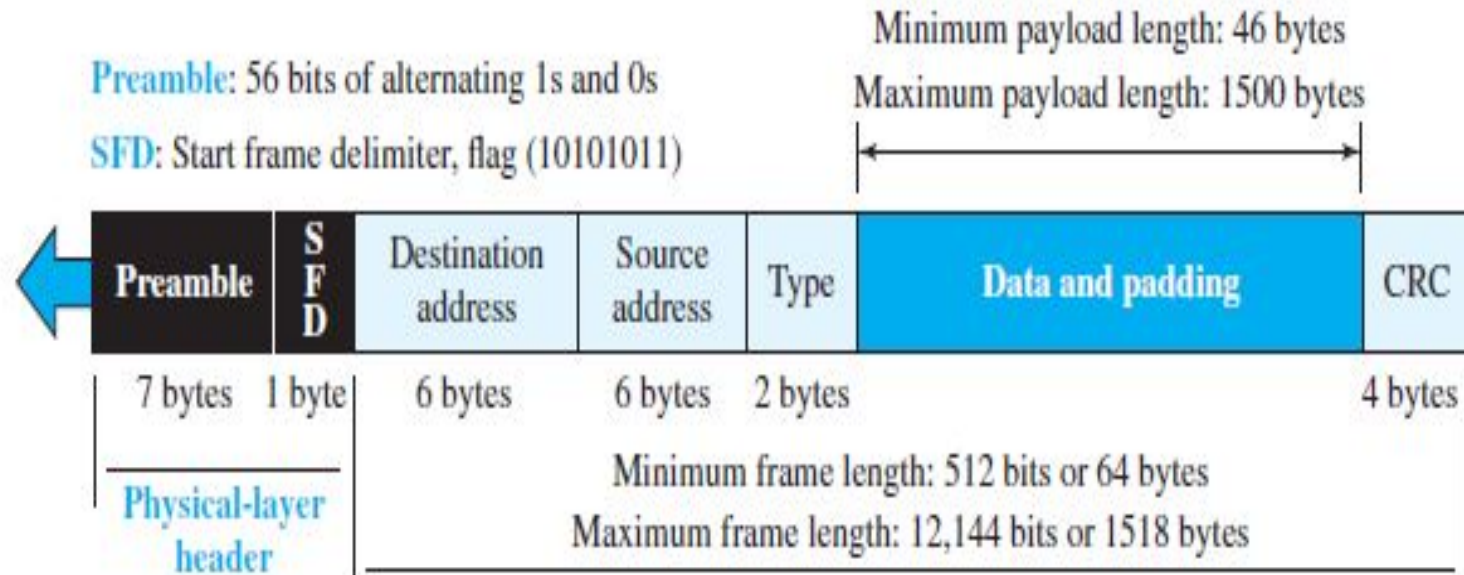 Minimum payload length: 46 bytes
Preamble: 56 bits of alternating 1s and 0s
Maximum payload length: 1500 bytes
SFD: Start frame delimiter, flag (10101011)
Preamble
S
F
D
Destination
address
Source
address
Type
Data and padding
CRC
7 bytes
1 byte
6 bytes
6 bytes
2 bytes
4 bytes
Minimum frame length: 512 bits or 64 bytes
Physical-layer
header
Maximum frame length: 12,144 bits or 1518 bytes